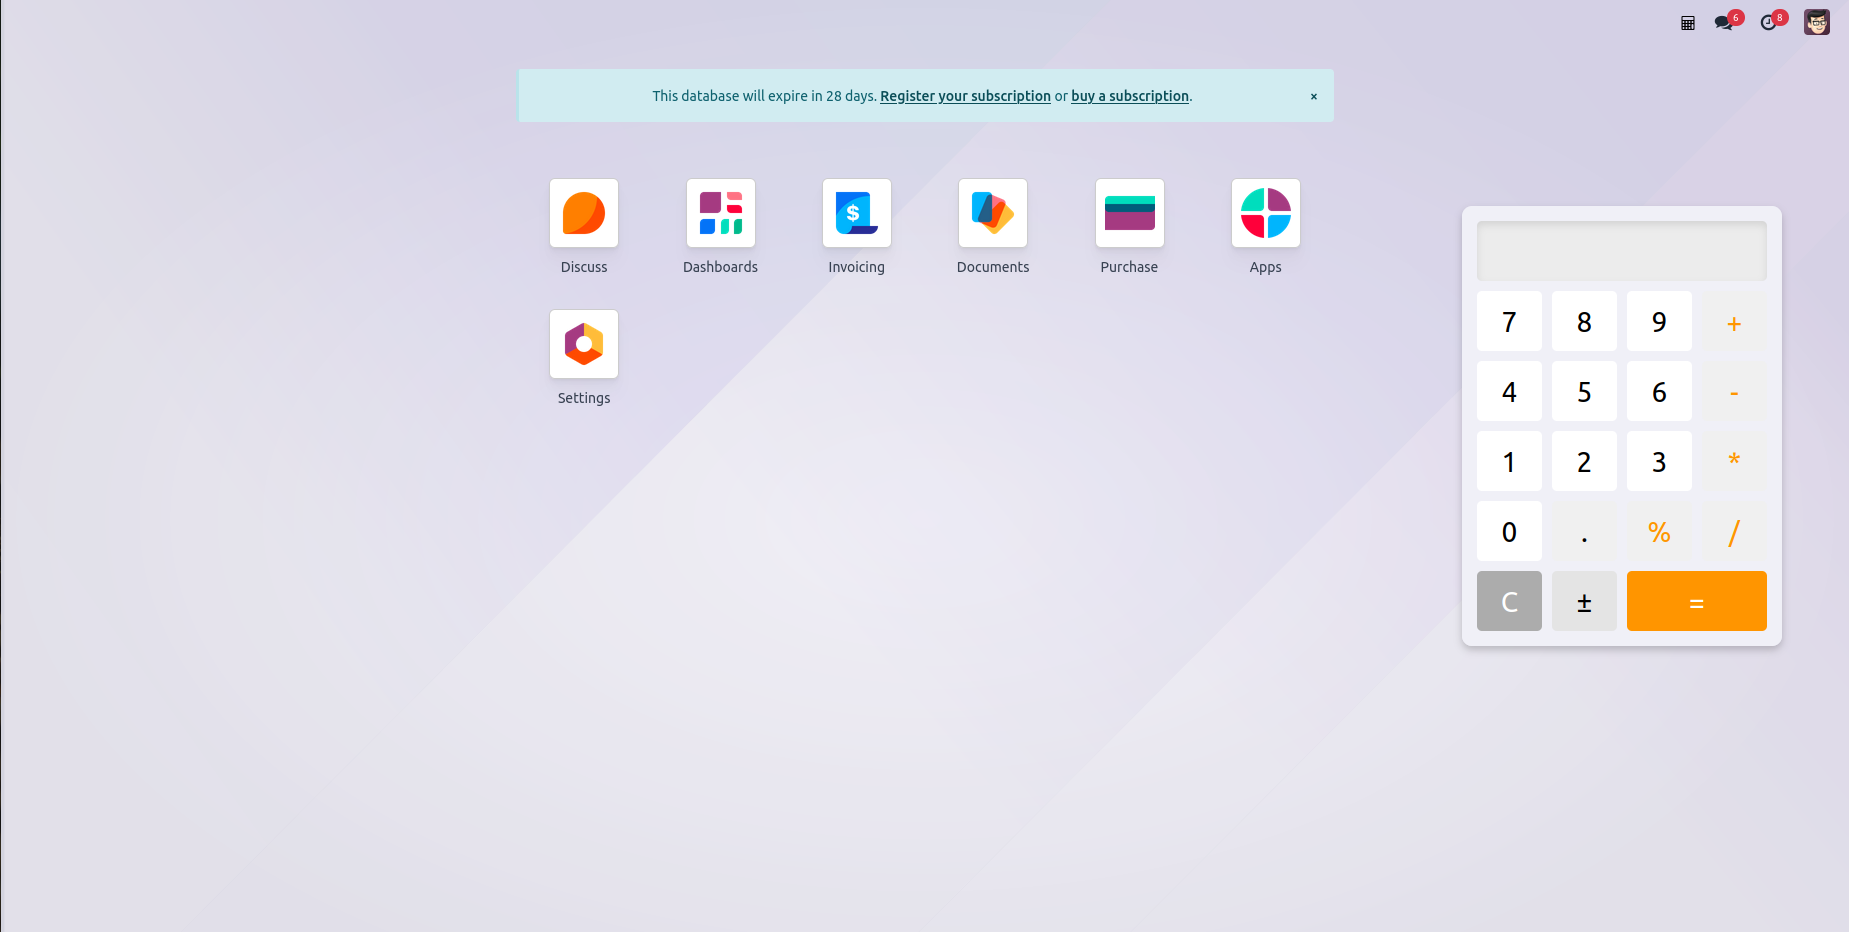 6
8
This database will expire in 28 days. Register your subscription or buy a subscription.
×
$
Discuss
Dashboards
Invoicing
Documents
Purchase
Apps
Settings
7 8 9 +
4 5 6 -
1 2 3 *
0 . % /
C ± =